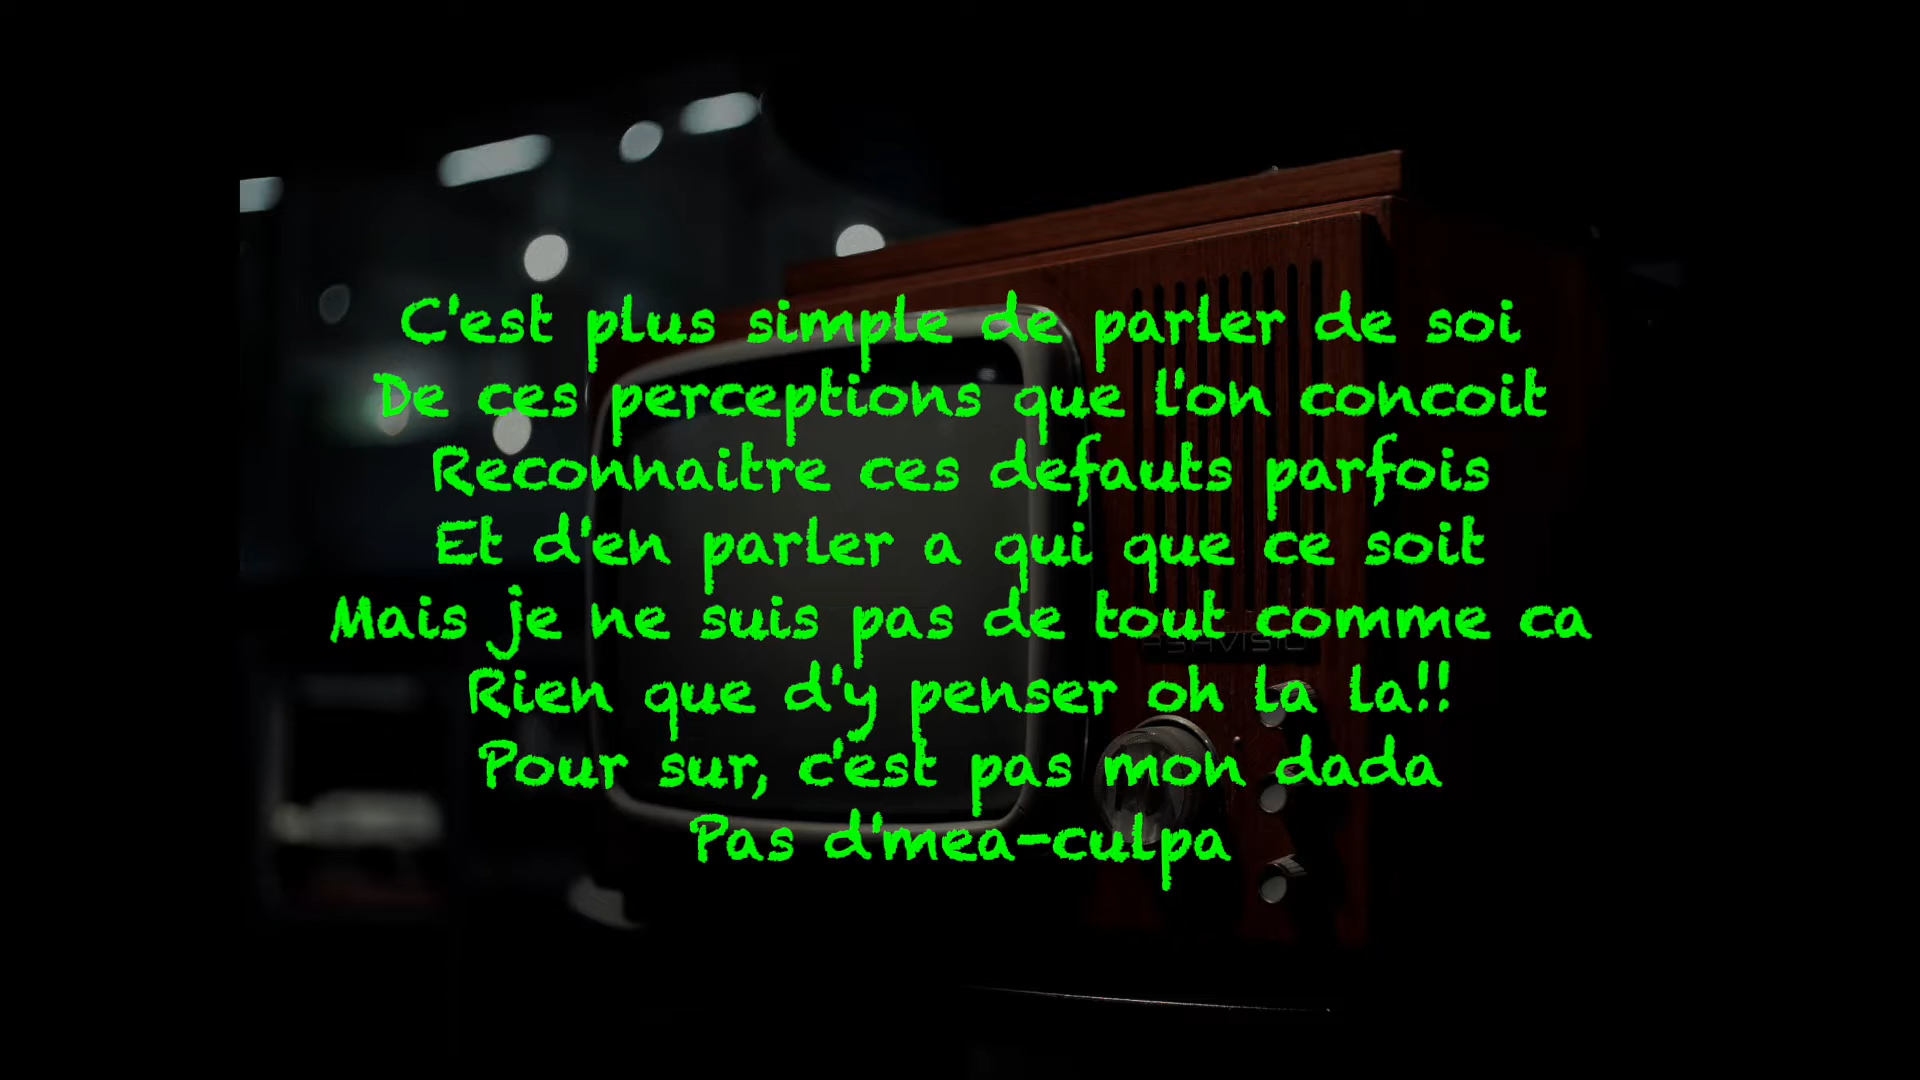 C'est plus simple de parler de soi
De ces perceptions que l'on concoit
Reconnaitre ces defauts parfois
Et d'en parler a qui que ce soit
Mais je ne suis pas de tout comme ca
Rien que d'y penser oh la la!!
Pour sur, c'est pas mon dada
Pas d'mea-culpa